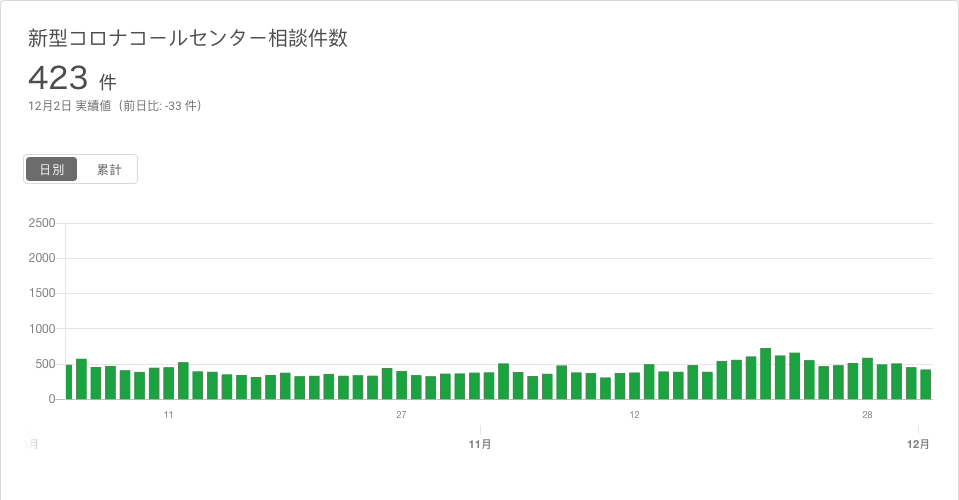 新型コロナコールセンター相談件数
423 件
12月2日 実績値（前日比: -33 件）
日別 累計
2500
2000
1500
1000
500
0
11 27 12 28
月 11月 12月